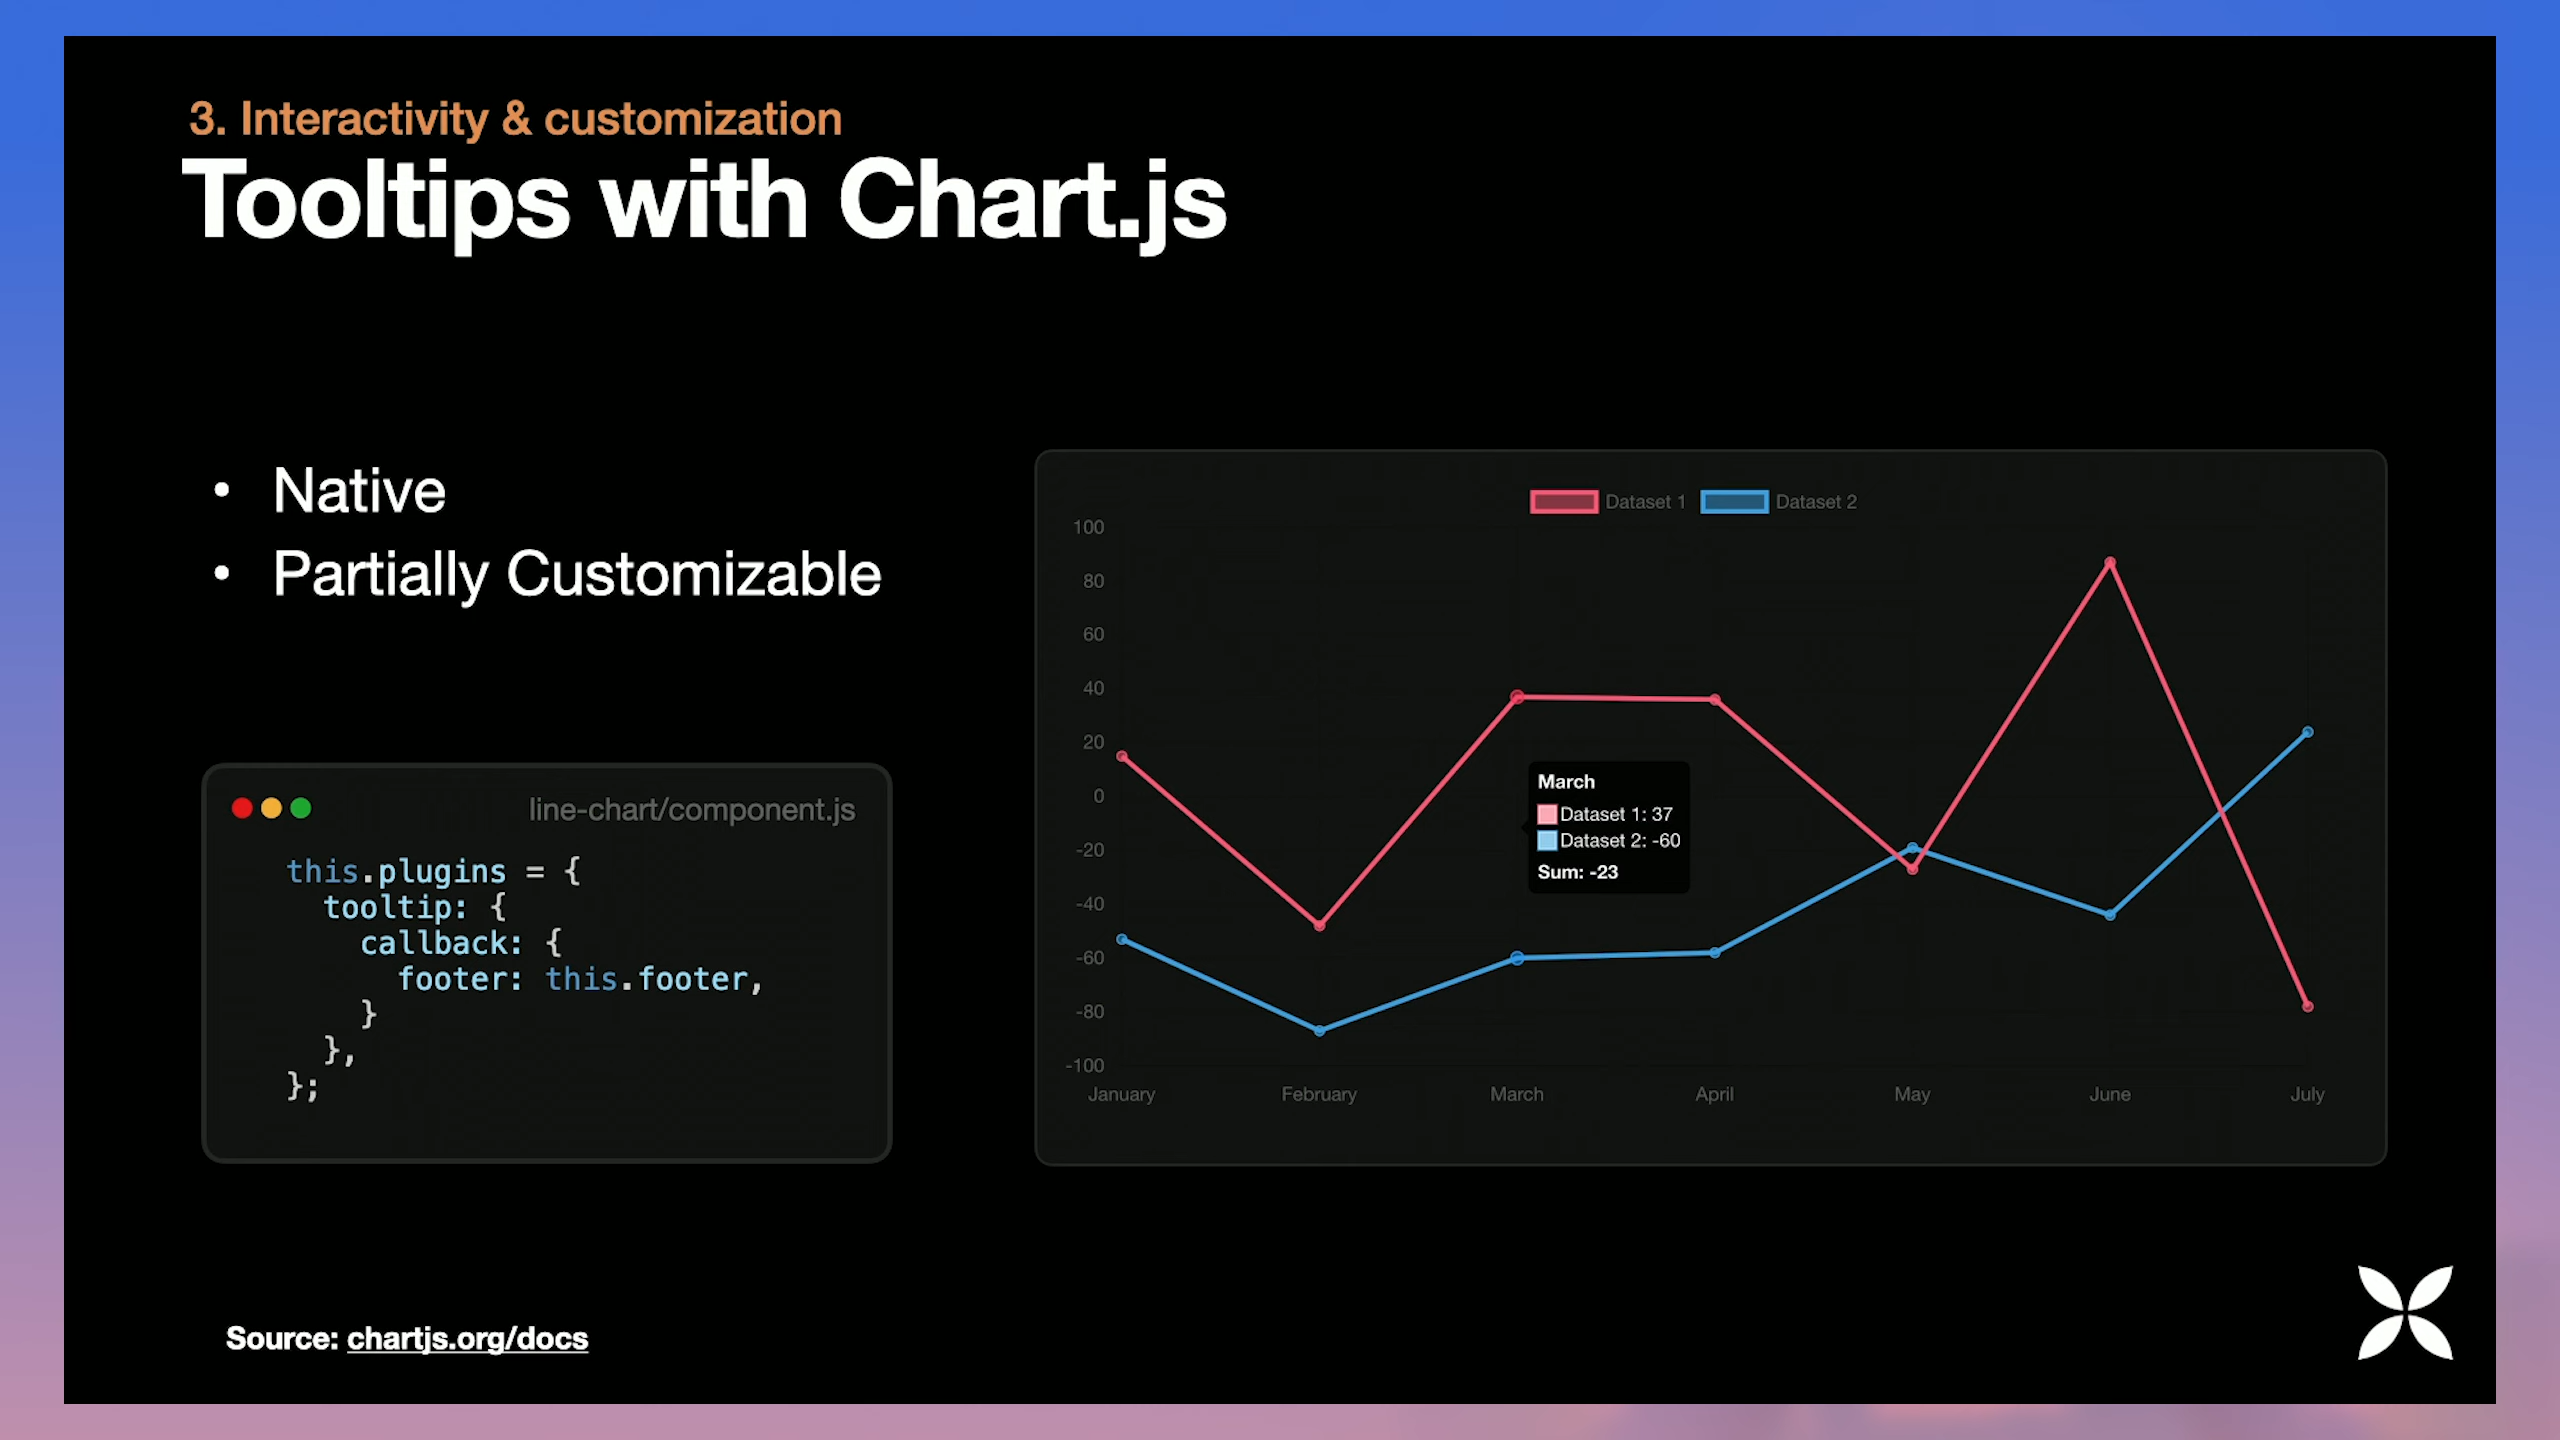 3. Interactivity & customization
Tooltips with Chart.js
• Native
• Partially Customizable
line-chart/component.js
this.plugins = {
  tooltip: {
    callback: {
      footer: this.footer,
    }
  },
};
Dataset 1 Dataset 2
100
80
60
40
20
0
-20
-40
-60
-80
-100
March
Dataset 1: 37
Dataset 2: -60
Sum: -23
January February March April May June July
Source: chartjs.org/docs